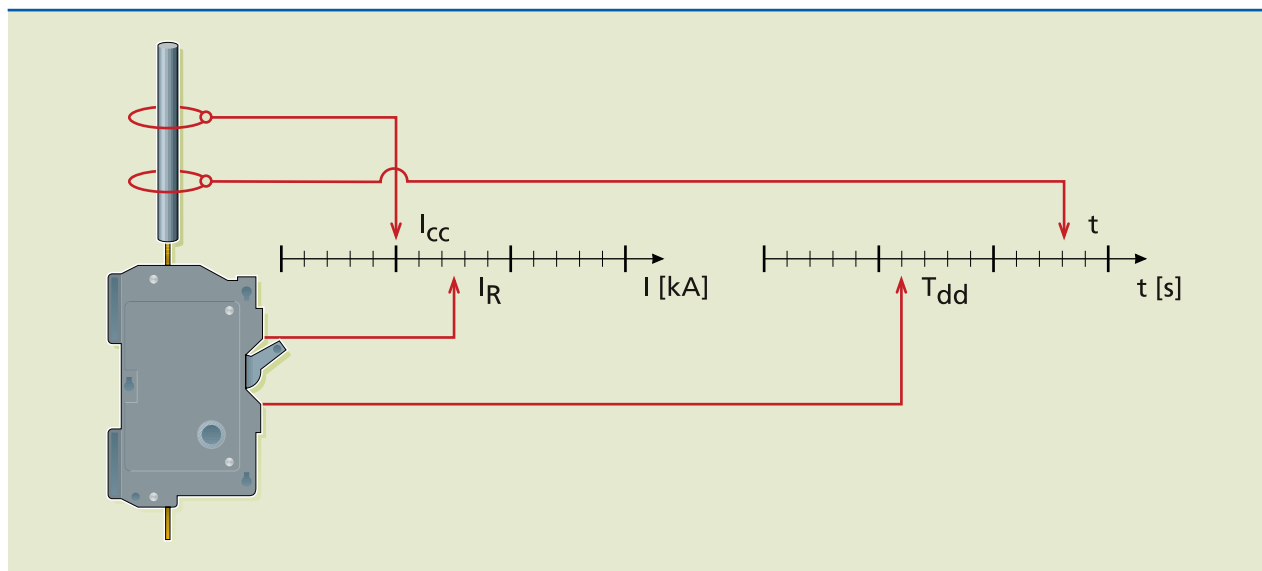 Icc
t
IR
I [kA]
Tdd
t [s]